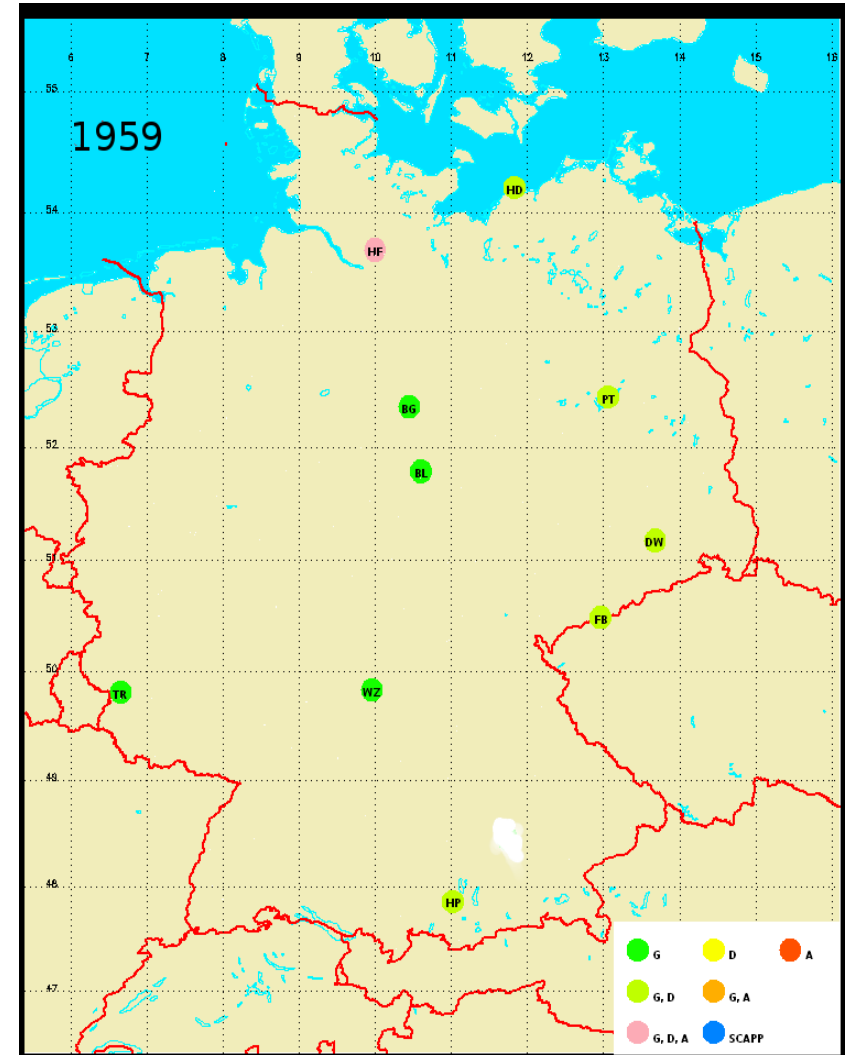 6 7 8 9 10 11 12 13 14 15 16
55
1959
HD
54
HF
53
PT
BG
52
BL
DW
51
FB
50
TR WZ
49
48
HP
G D A
47
G, D G, A
G, D, A SCAPP